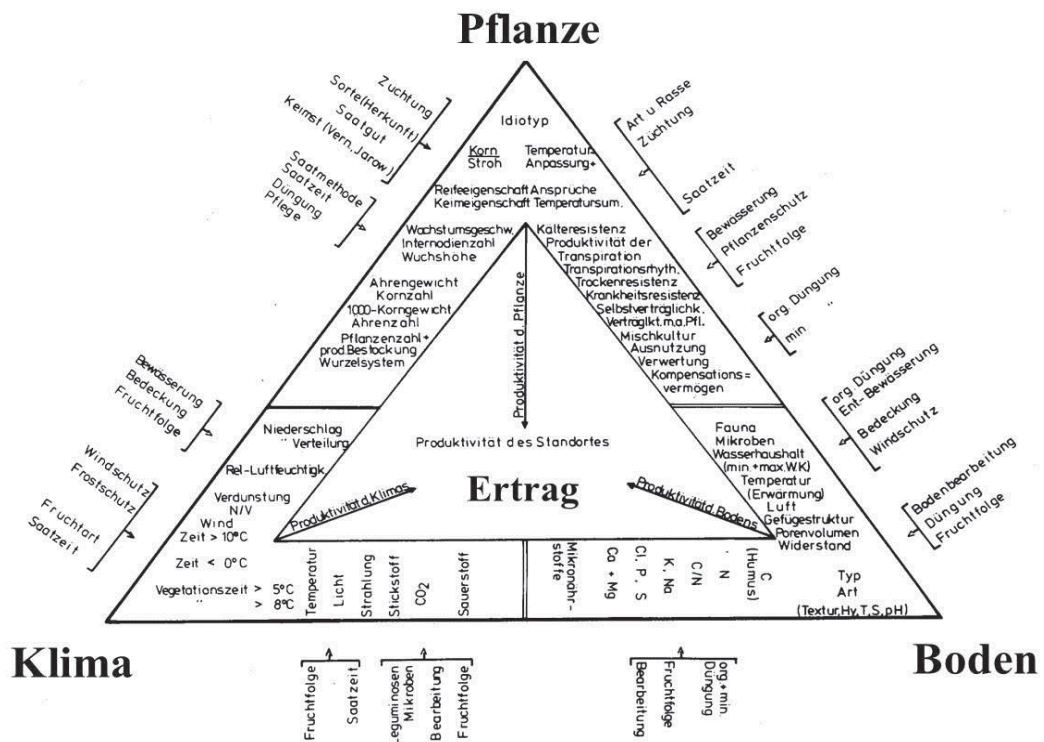 Pflanze
Züchtung
Sorte(Herkunft)
Saatgut
Keimst (Vern., Jarow.)
Saatmethode
Saatzeit
Düngung
Pflege
Bewässerung
Bedeckung
Fruchtfolge
Windschutz
Frostschutz
Fruchtart
Saatzeit
Art u Rasse
Züchtung
Saatzeit
Bewässerung
Pflanzenschutz
Fruchtfolge
org. Düngung
min "
org. Düngung
Ent-Bewässerung
Bedeckung
Windschutz
Bodenbearbeitung
Düngung
Fruchtfolge
Idiotyp
Korn
Stroh
Temperatur
Anpassung+
Reifeeigenschaft Ansprüche
Keimeigenschaft Temperatursum.
Wachstumsgeschw.
Internodienzahl
Wuchshöhe
Ahrengewicht
Kornzahl
1000-Korngewicht
Ahrenzahl
Pflanzenzahl+
prod.Bestockung
Wurzelsystem
Kälteresistenz
Produktivität der
Transpiration
Transpirationsrhyth.
Trockenresistenz
Krankheitsresistenz
Selbstverträglichk.
Verträglkt.m.a.Pfl.
Mischkultur
Ausnutzung
Verwertung
Kompensations=
vermögen
Produktivität d. Pflanze
Produktivität des Standortes
Ertrag
Produktivität d.Klimas
Produktivität d.Bodens
Niederschlag
" Verteilung
Rel-Luftfeuchtigk.
Verdunstung
N/V
Wind
Zeit > 10°C
Zeit < 0°C
Vegetationszeit > 5°C
" > 8°C
Temperatur
Licht
Strahlung
Stickstoff
CO2
Sauerstoff
Fauna
Mikroben
Wasserhaushalt
(min.+max.W.K)
Temperatur
(Erwärmung)
Luft
Gefügestruktur
Porenvolumen
Widerstand
Mikronähr-
stoffe
Ca + Mg
Cl. P. S
K. Na
C/N
N
C
(Humus)
Typ
Art
(Textur,Hy,T,S,pH)
Klima
Boden
Fruchtfolge
Saatzeit
Leguminosen
Mikroben
Bearbeitung
Fruchtfolge
Bearbeitung
Fruchtfolge
Düngung
org + min.